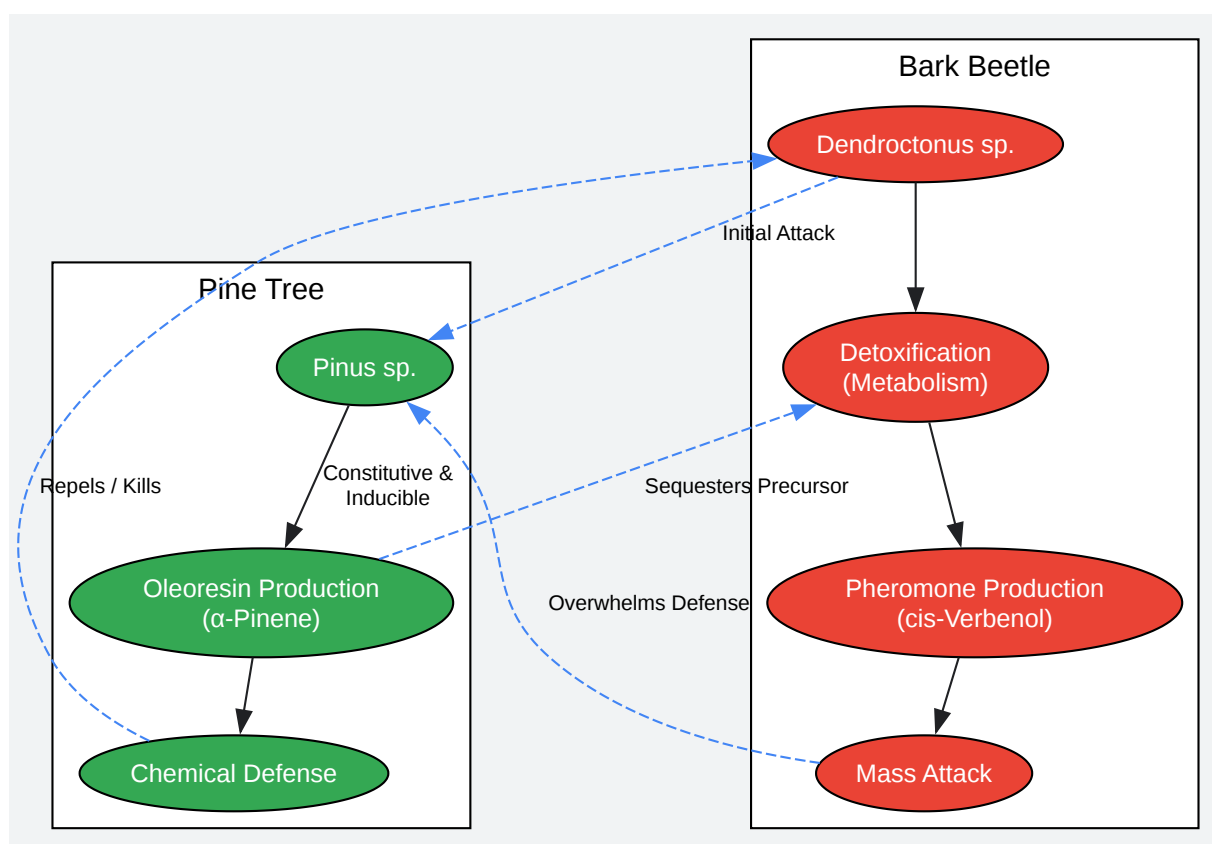 Bark Beetle
Dendroctonus sp.
Initial Attack
Pine Tree
Pinus sp.
Detoxification
(Metabolism)
Repels / Kills
Constitutive &
Inducible
Sequesters Precursor
Oleoresin Production
(α-Pinene)
Overwhelms Defense
Pheromone Production
(cis-Verbenol)
Chemical Defense
Mass Attack